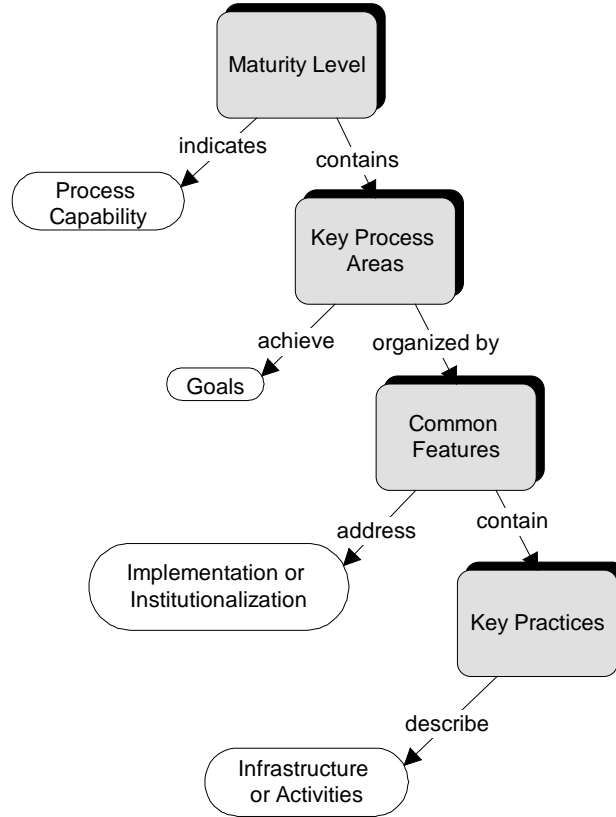 Maturity Level
indicates
contains
Process
Capability
Key Process
Areas
achieve
organized by
Goals
Common
Features
address
contain
Implementation or
Institutionalization
Key Practices
describe
Infrastructure
or Activities